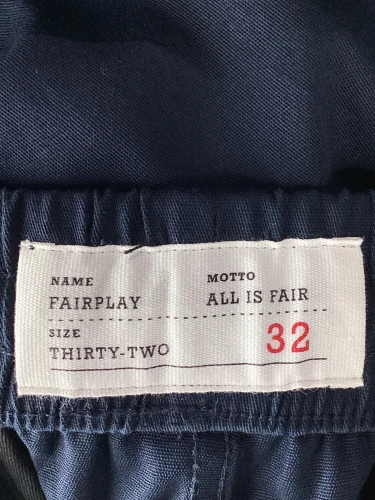 NAME MOTTO
FAIRPLAY ALL IS FAIR
SIZE
THIRTY-TWO 32